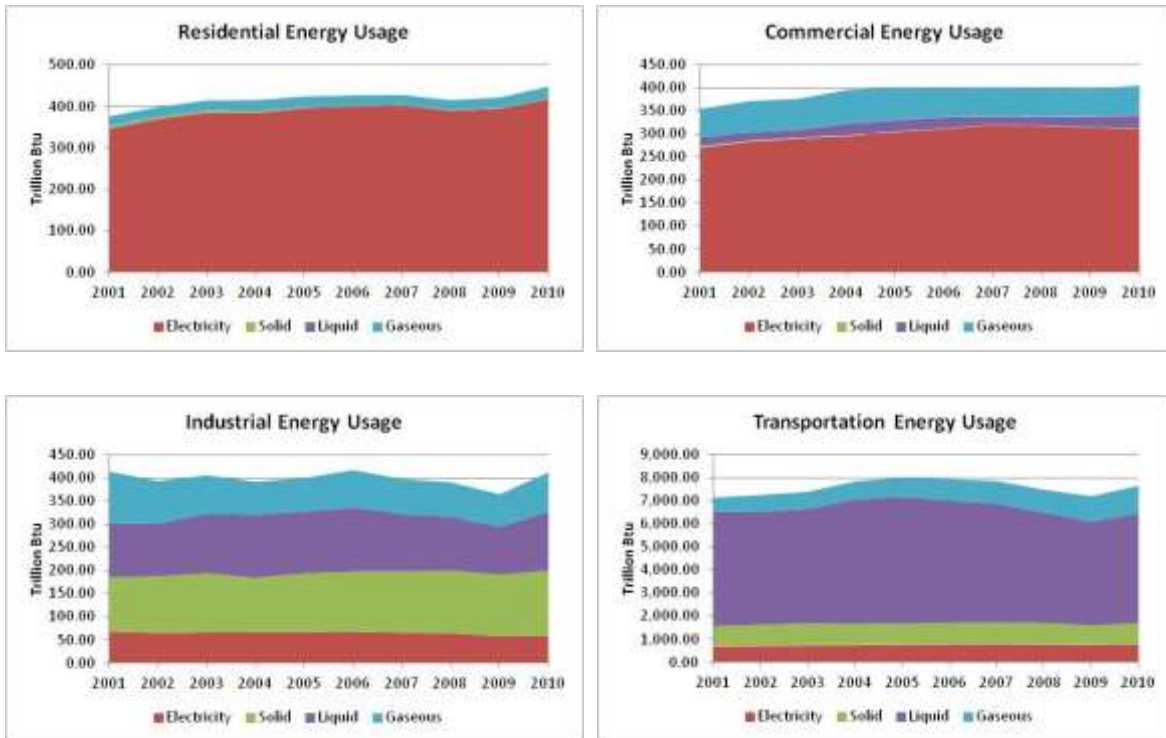 Residential Energy Usage
Trillion Btu
500.00
400.00
300.00
200.00
100.00
0.00
2001 2002 2003 2004 2005 2006 2007 2008 2009 2010
Electricity Solid Liquid Gaseous
Commercial Energy Usage
Trillion Btu
450.00
400.00
350.00
300.00
250.00
200.00
150.00
100.00
50.00
0.00
2001 2002 2003 2004 2005 2006 2007 2008 2009 2010
Electricity Solid Liquid Gaseous
Industrial Energy Usage
Trillion Btu
450.00
400.00
350.00
300.00
250.00
200.00
150.00
100.00
50.00
0.00
2001 2002 2003 2004 2005 2006 2007 2008 2009 2010
Electricity Solid Liquid Gaseous
Transportation Energy Usage
Trillion Btu
9,000.00
8,000.00
7,000.00
6,000.00
5,000.00
4,000.00
3,000.00
2,000.00
1,000.00
0.00
2001 2002 2003 2004 2005 2006 2007 2008 2009 2010
Electricity Solid Liquid Gaseous